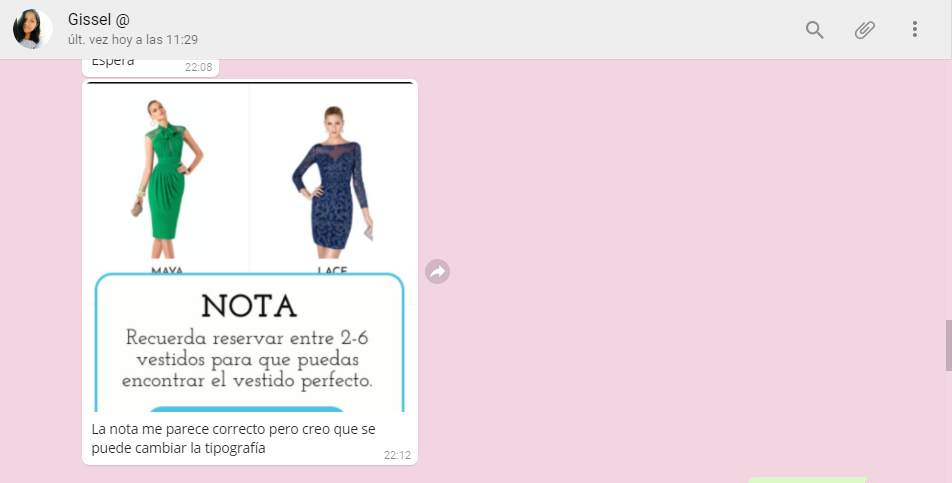 Gissel @
últ. vez hoy a las 11:29
Espera
22:08
MAYA
LACE
NOTA
Recuerda reservar entre 2-6
vestidos para que puedas
encontrar el vestido perfecto.
La nota me parece correcto pero creo que se
puede cambiar la tipografía
22:12